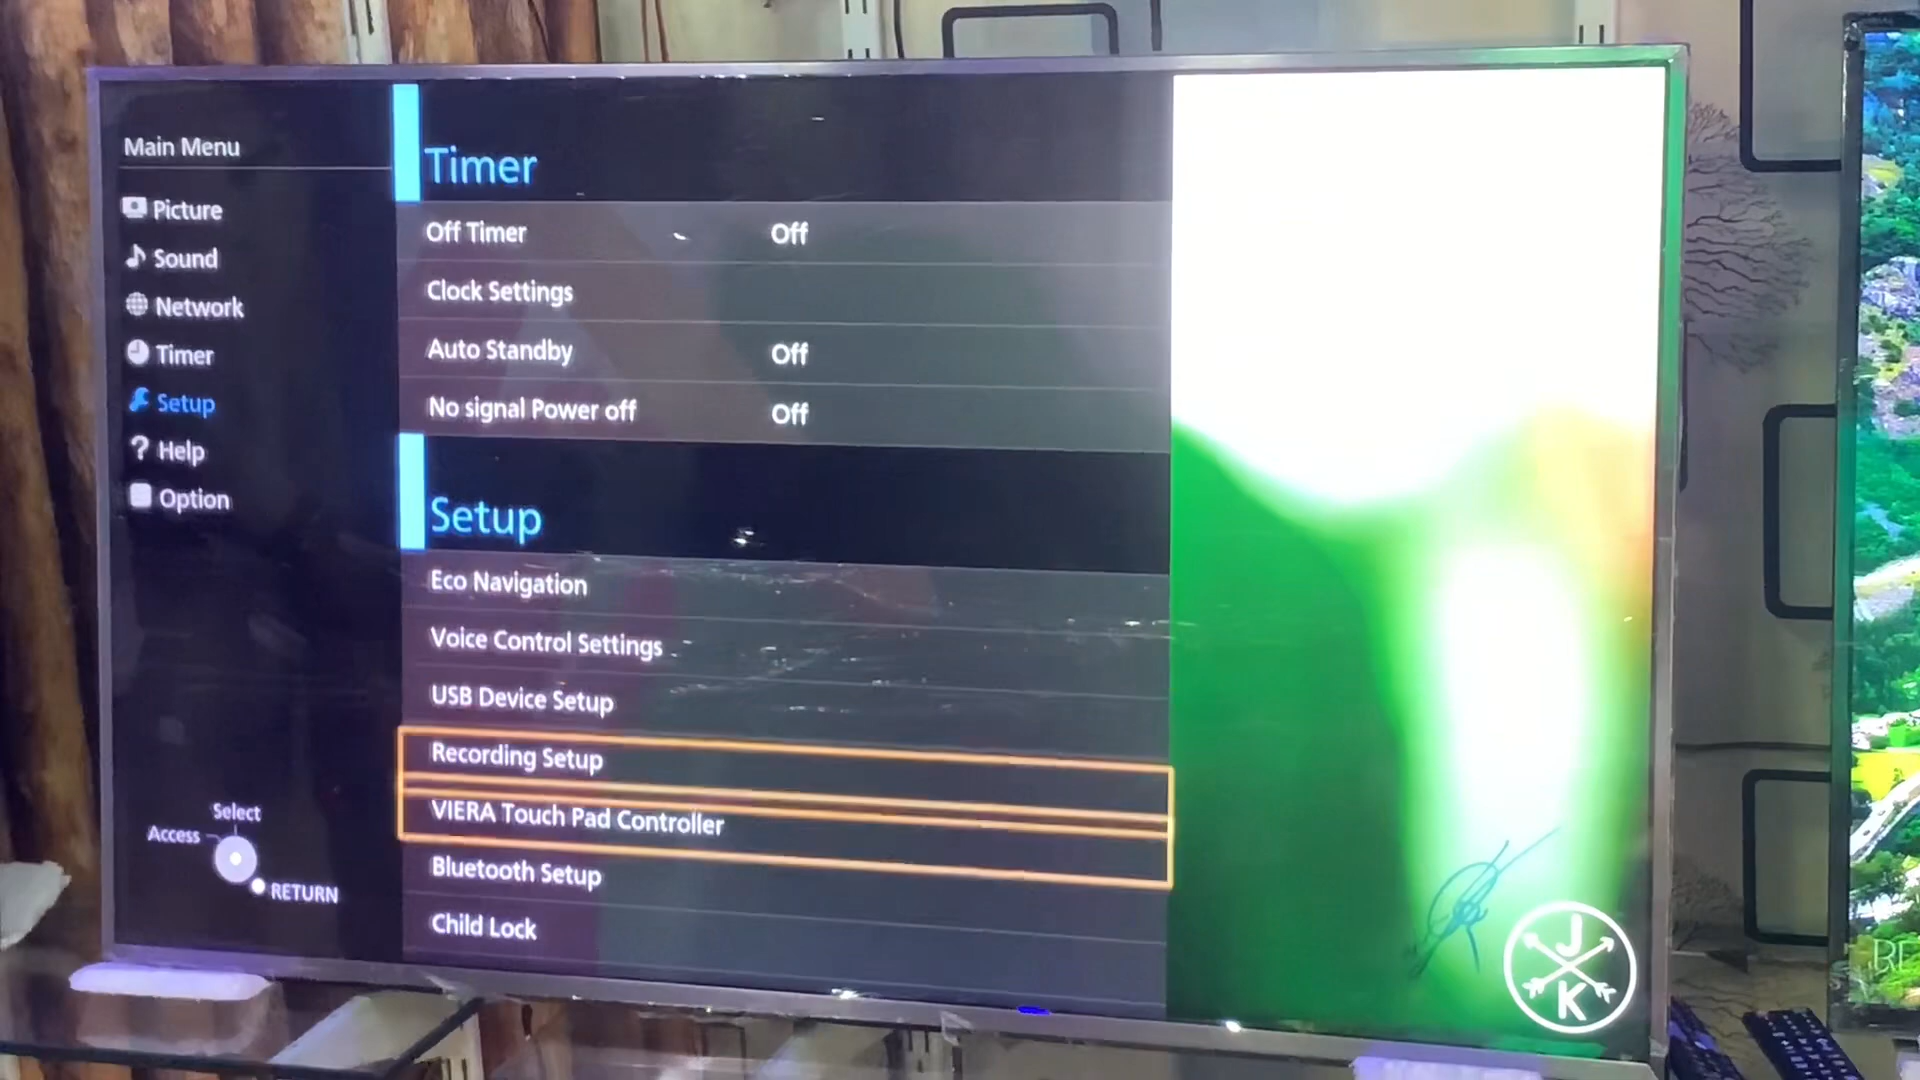 Main Menu
Picture
Sound
Network
Timer
Setup
? Help
Option
Select
Access
RETURN
Timer
Off Timer Off
Clock Settings
Auto Standby Off
No signal Power off Off
Setup
Eco Navigation
Voice Control Settings
USB Device Setup
Recording Setup
VIERA Touch Pad Controller
Bluetooth Setup
Child Lock
J
K